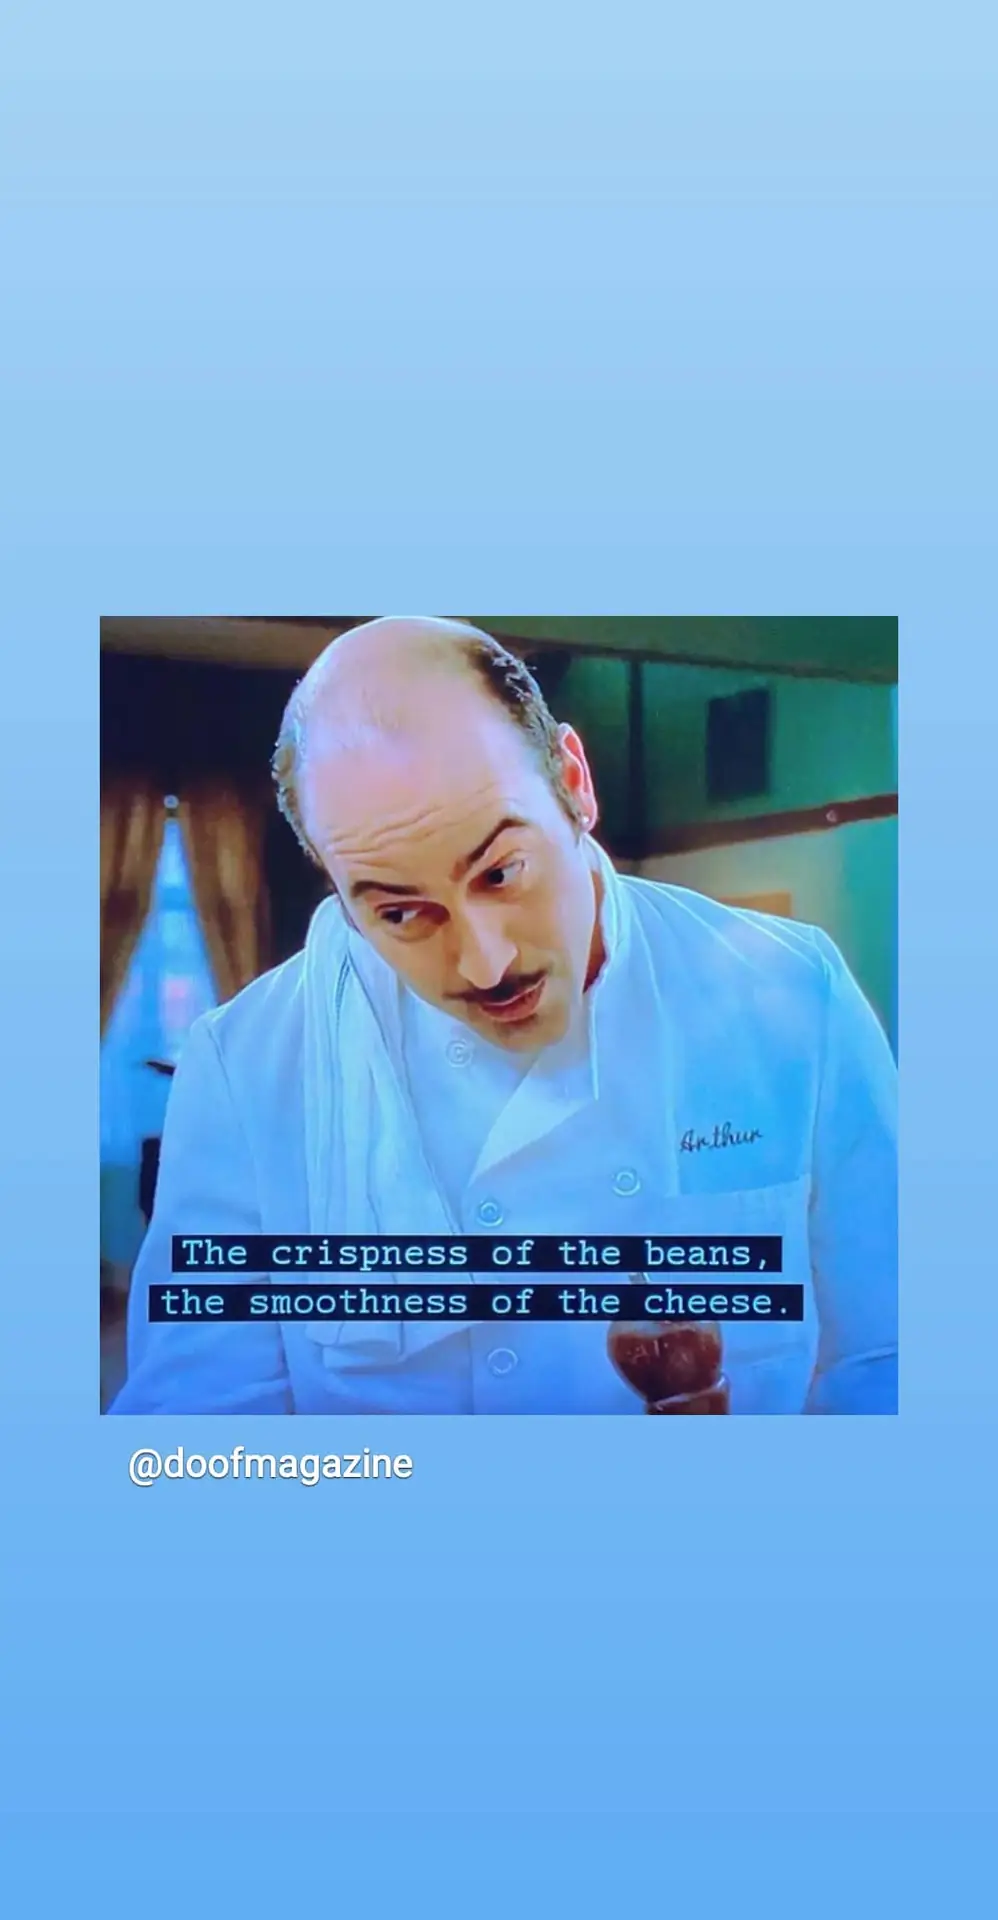 Arthur
The crispness of the beans,
the smoothness of the cheese.
@doofmagazine